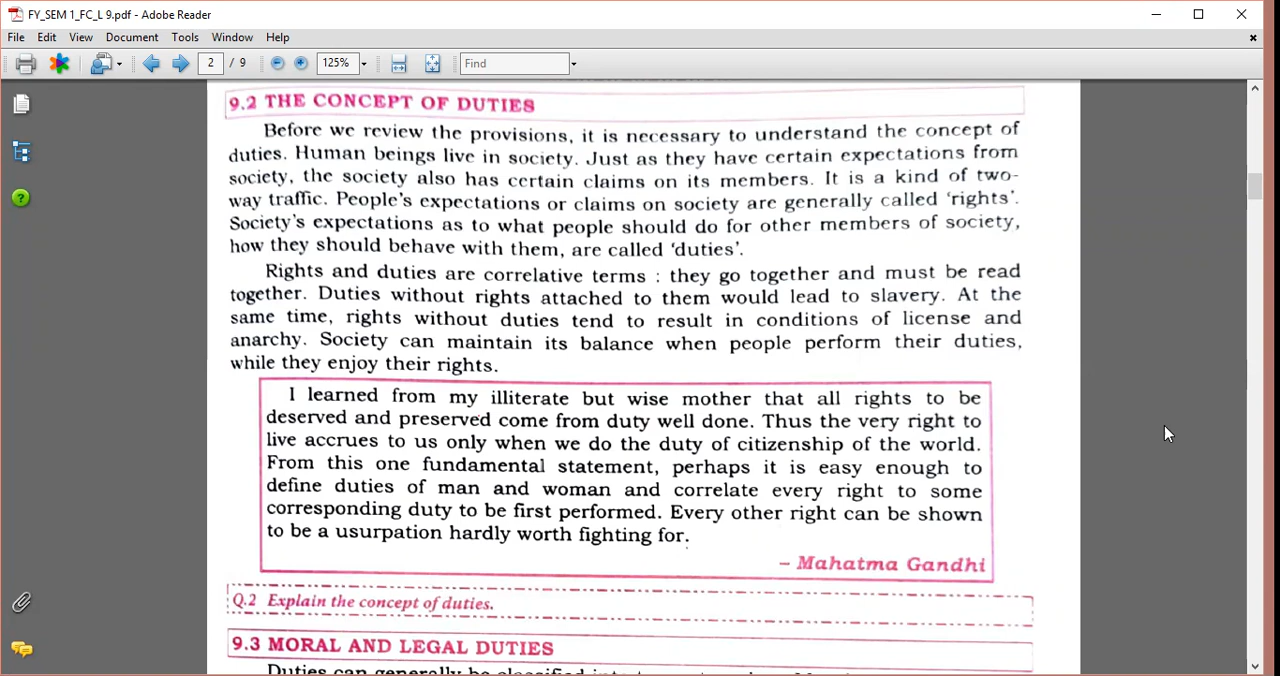 FY_SEM 1_FC_L 9.pdf - Adobe Reader
File Edit View Document Tools Window Help
2 / 9 125% Find
9.2 THE CONCEPT OF DUTIES
Before we review the provisions, it is necessary to understand the concept of
duties. Human beings live in society. Just as they have certain expectations from
society, the society also has certain claims on its members. It is a kind of two-
way traffic. People's expectations or claims on society are generally called 'rights'.
Society's expectations as to what people should do for other members of society,
how they should behave with them, are called 'duties'.
Rights and duties are correlative terms : they go together and must be read
together. Duties without rights attached to them would lead to slavery. At the
same time, rights without duties tend to result in conditions of license and
anarchy. Society can maintain its balance when people perform their duties,
while they enjoy their rights.
I learned from my illiterate but wise mother that all rights to be
deserved and preserved come from duty well done. Thus the very right to
live accrues to us only when we do the duty of citizenship of the world.
From this one fundamental statement, perhaps it is easy enough to
define duties of man and woman and correlate every right to some
corresponding duty to be first performed. Every other right can be shown
to be a usurpation hardly worth fighting for.
– Mahatma Gandhi
Q.2 Explain the concept of duties.
9.3 MORAL AND LEGAL DUTIES
Duties can generally be classified into